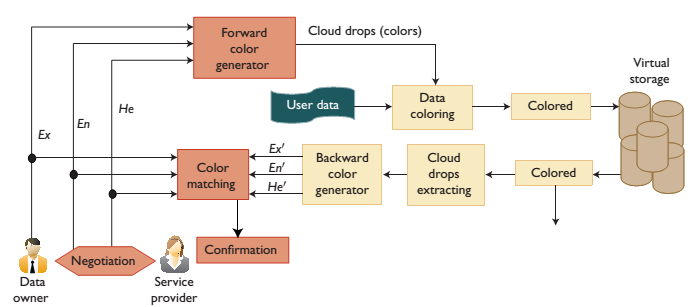 Forward
color
generator
Cloud drops (colors)
Virtual
storage
User data
Data
coloring
Colored
Ex
En
He
Color
matching
Ex′
En′
He′
Backward
color
generator
Cloud
drops
extracting
Colored
Confirmation
Negotiation
Data
owner
Service
provider